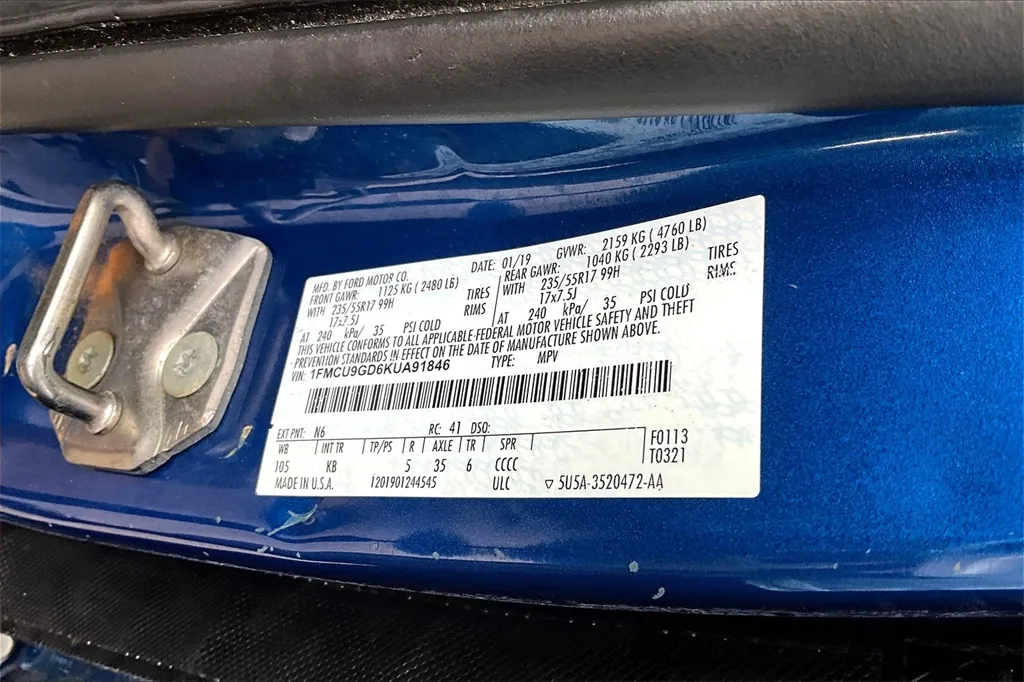 MFD. BY FORD MOTOR CO. DATE: 01/19 GVWR: 2159 KG ( 4760 LB)
FRONT GAWR: 1125 KG ( 2480 LB) REAR GAWR: 1040 KG ( 2293 LB)
WITH 235/55R17 99H TIRES WITH 235/55R17 99H TIRES
17x7.5J RIMS 17x7.5J RIMS
AT 240 kPa/ 35 PSI COLD AT 240 kPa/ 35 PSI COLD
THIS VEHICLE CONFORMS TO ALL APPLICABLE FEDERAL MOTOR VEHICLE SAFETY AND THEFT
PREVENTION STANDARDS IN EFFECT ON THE DATE OF MANUFACTURE SHOWN ABOVE.
VIN: 1FMCU9GD6KUA91846 TYPE: MPV
EXT PNT: N6 RC: 41 DSO: F0113
WB INT TR TP/PS R AXLE TR SPR T0321
105 KB 5 35 6 CCCC
MADE IN U.S.A. 1201901244545 ULC ▽ 5U5A-3520472-AA